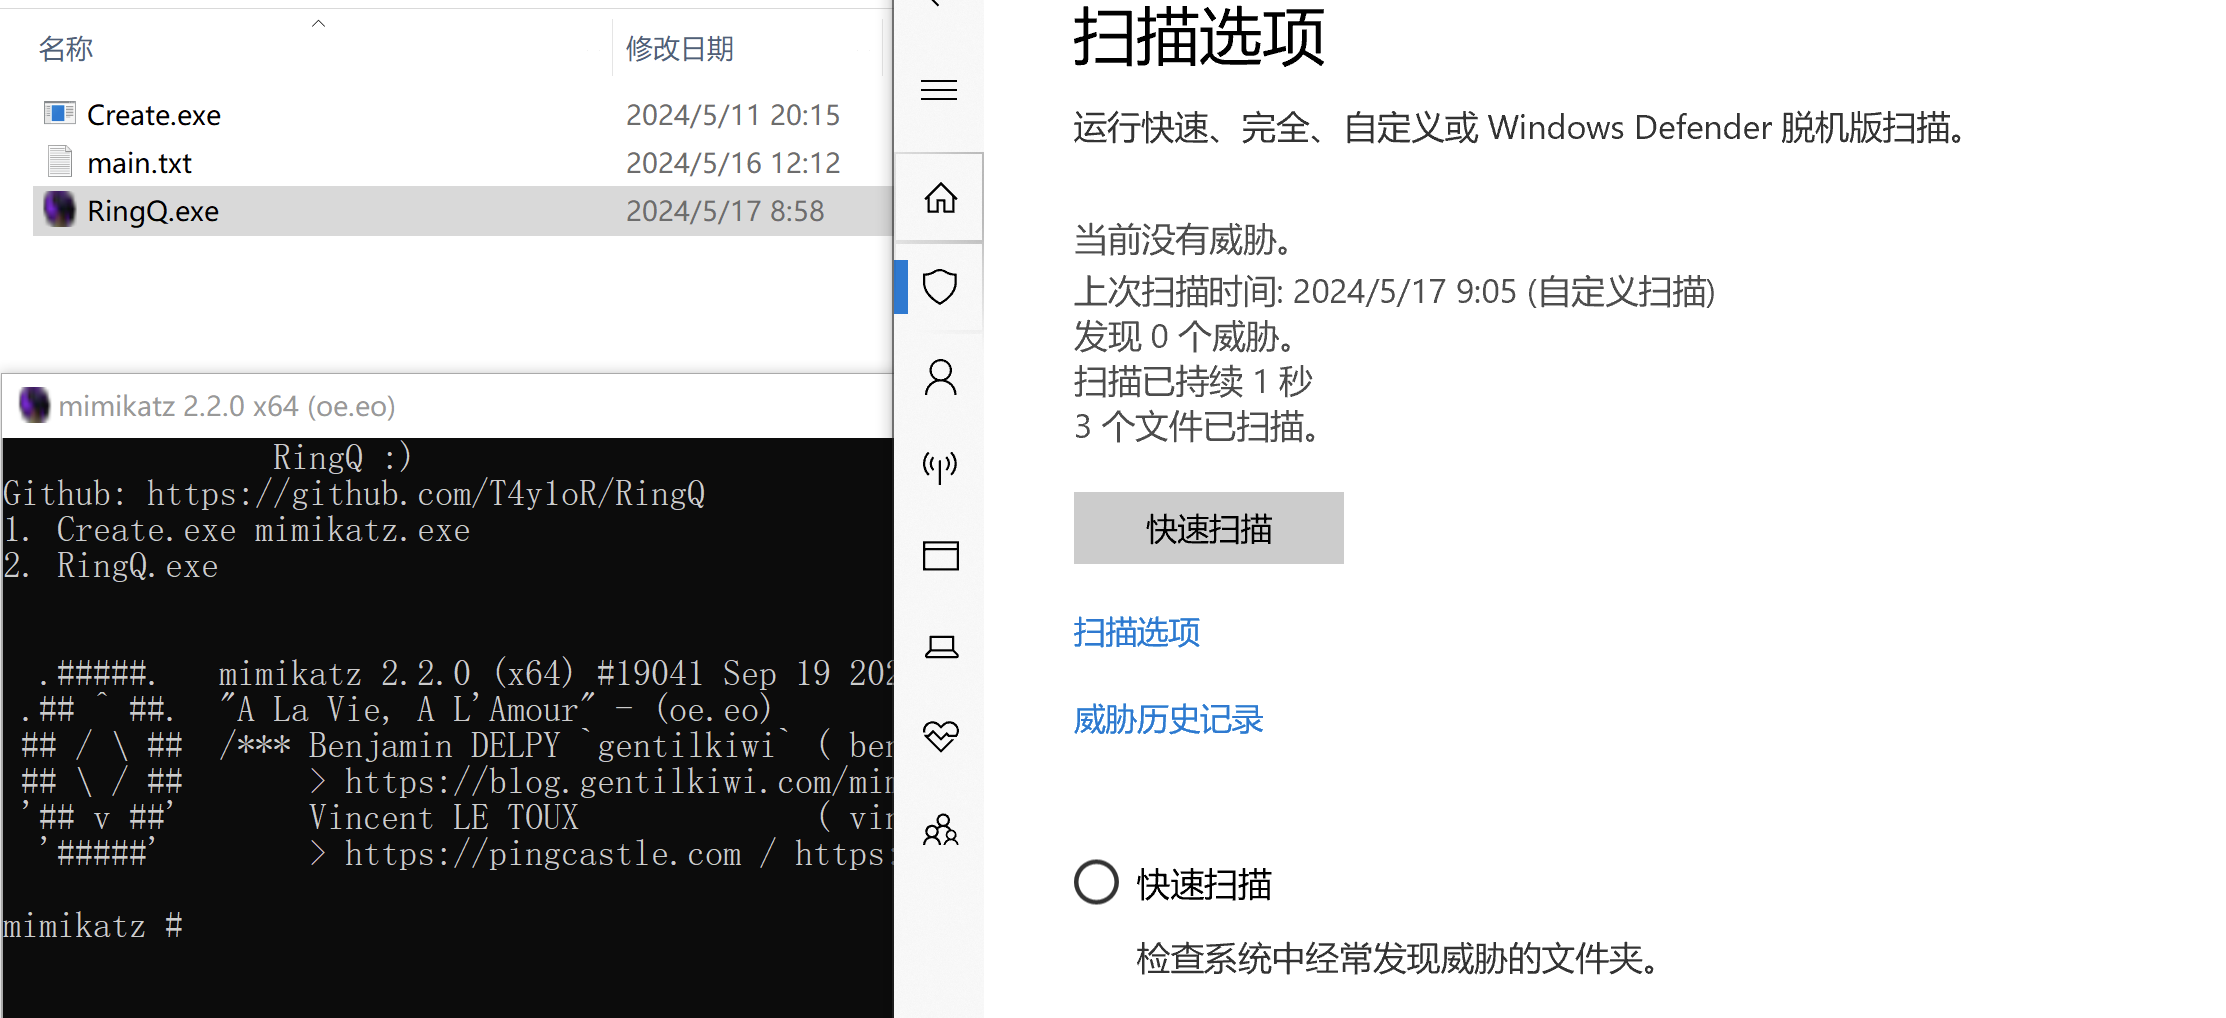 名称 修改日期
Create.exe 2024/5/11 20:15
main.txt 2024/5/16 12:12
RingQ.exe 2024/5/17 8:58
mimikatz 2.2.0 x64 (oe.eo)
RingQ :)
Github: https://github.com/T4y1oR/RingQ
1. Create.exe mimikatz.exe
2. RingQ.exe
.#####. mimikatz 2.2.0 (x64) #19041 Sep 19 202
.## ^ ##. "A La Vie, A L'Amour" - (oe.eo)
## / \ ## /*** Benjamin DELPY `gentilkiwi` ( ben
## \ / ## > https://blog.gentilkiwi.com/mim
'## v ##' Vincent LE TOUX ( vin
'#####' > https://pingcastle.com / https:
mimikatz #
扫描选项
运行快速、完全、自定义或 Windows Defender 脱机版扫描。
当前没有威胁。
上次扫描时间: 2024/5/17 9:05 (自定义扫描)
发现 0 个威胁。
扫描已持续 1 秒
3 个文件已扫描。
快速扫描
扫描选项
威胁历史记录
快速扫描
检查系统中经常发现威胁的文件夹。